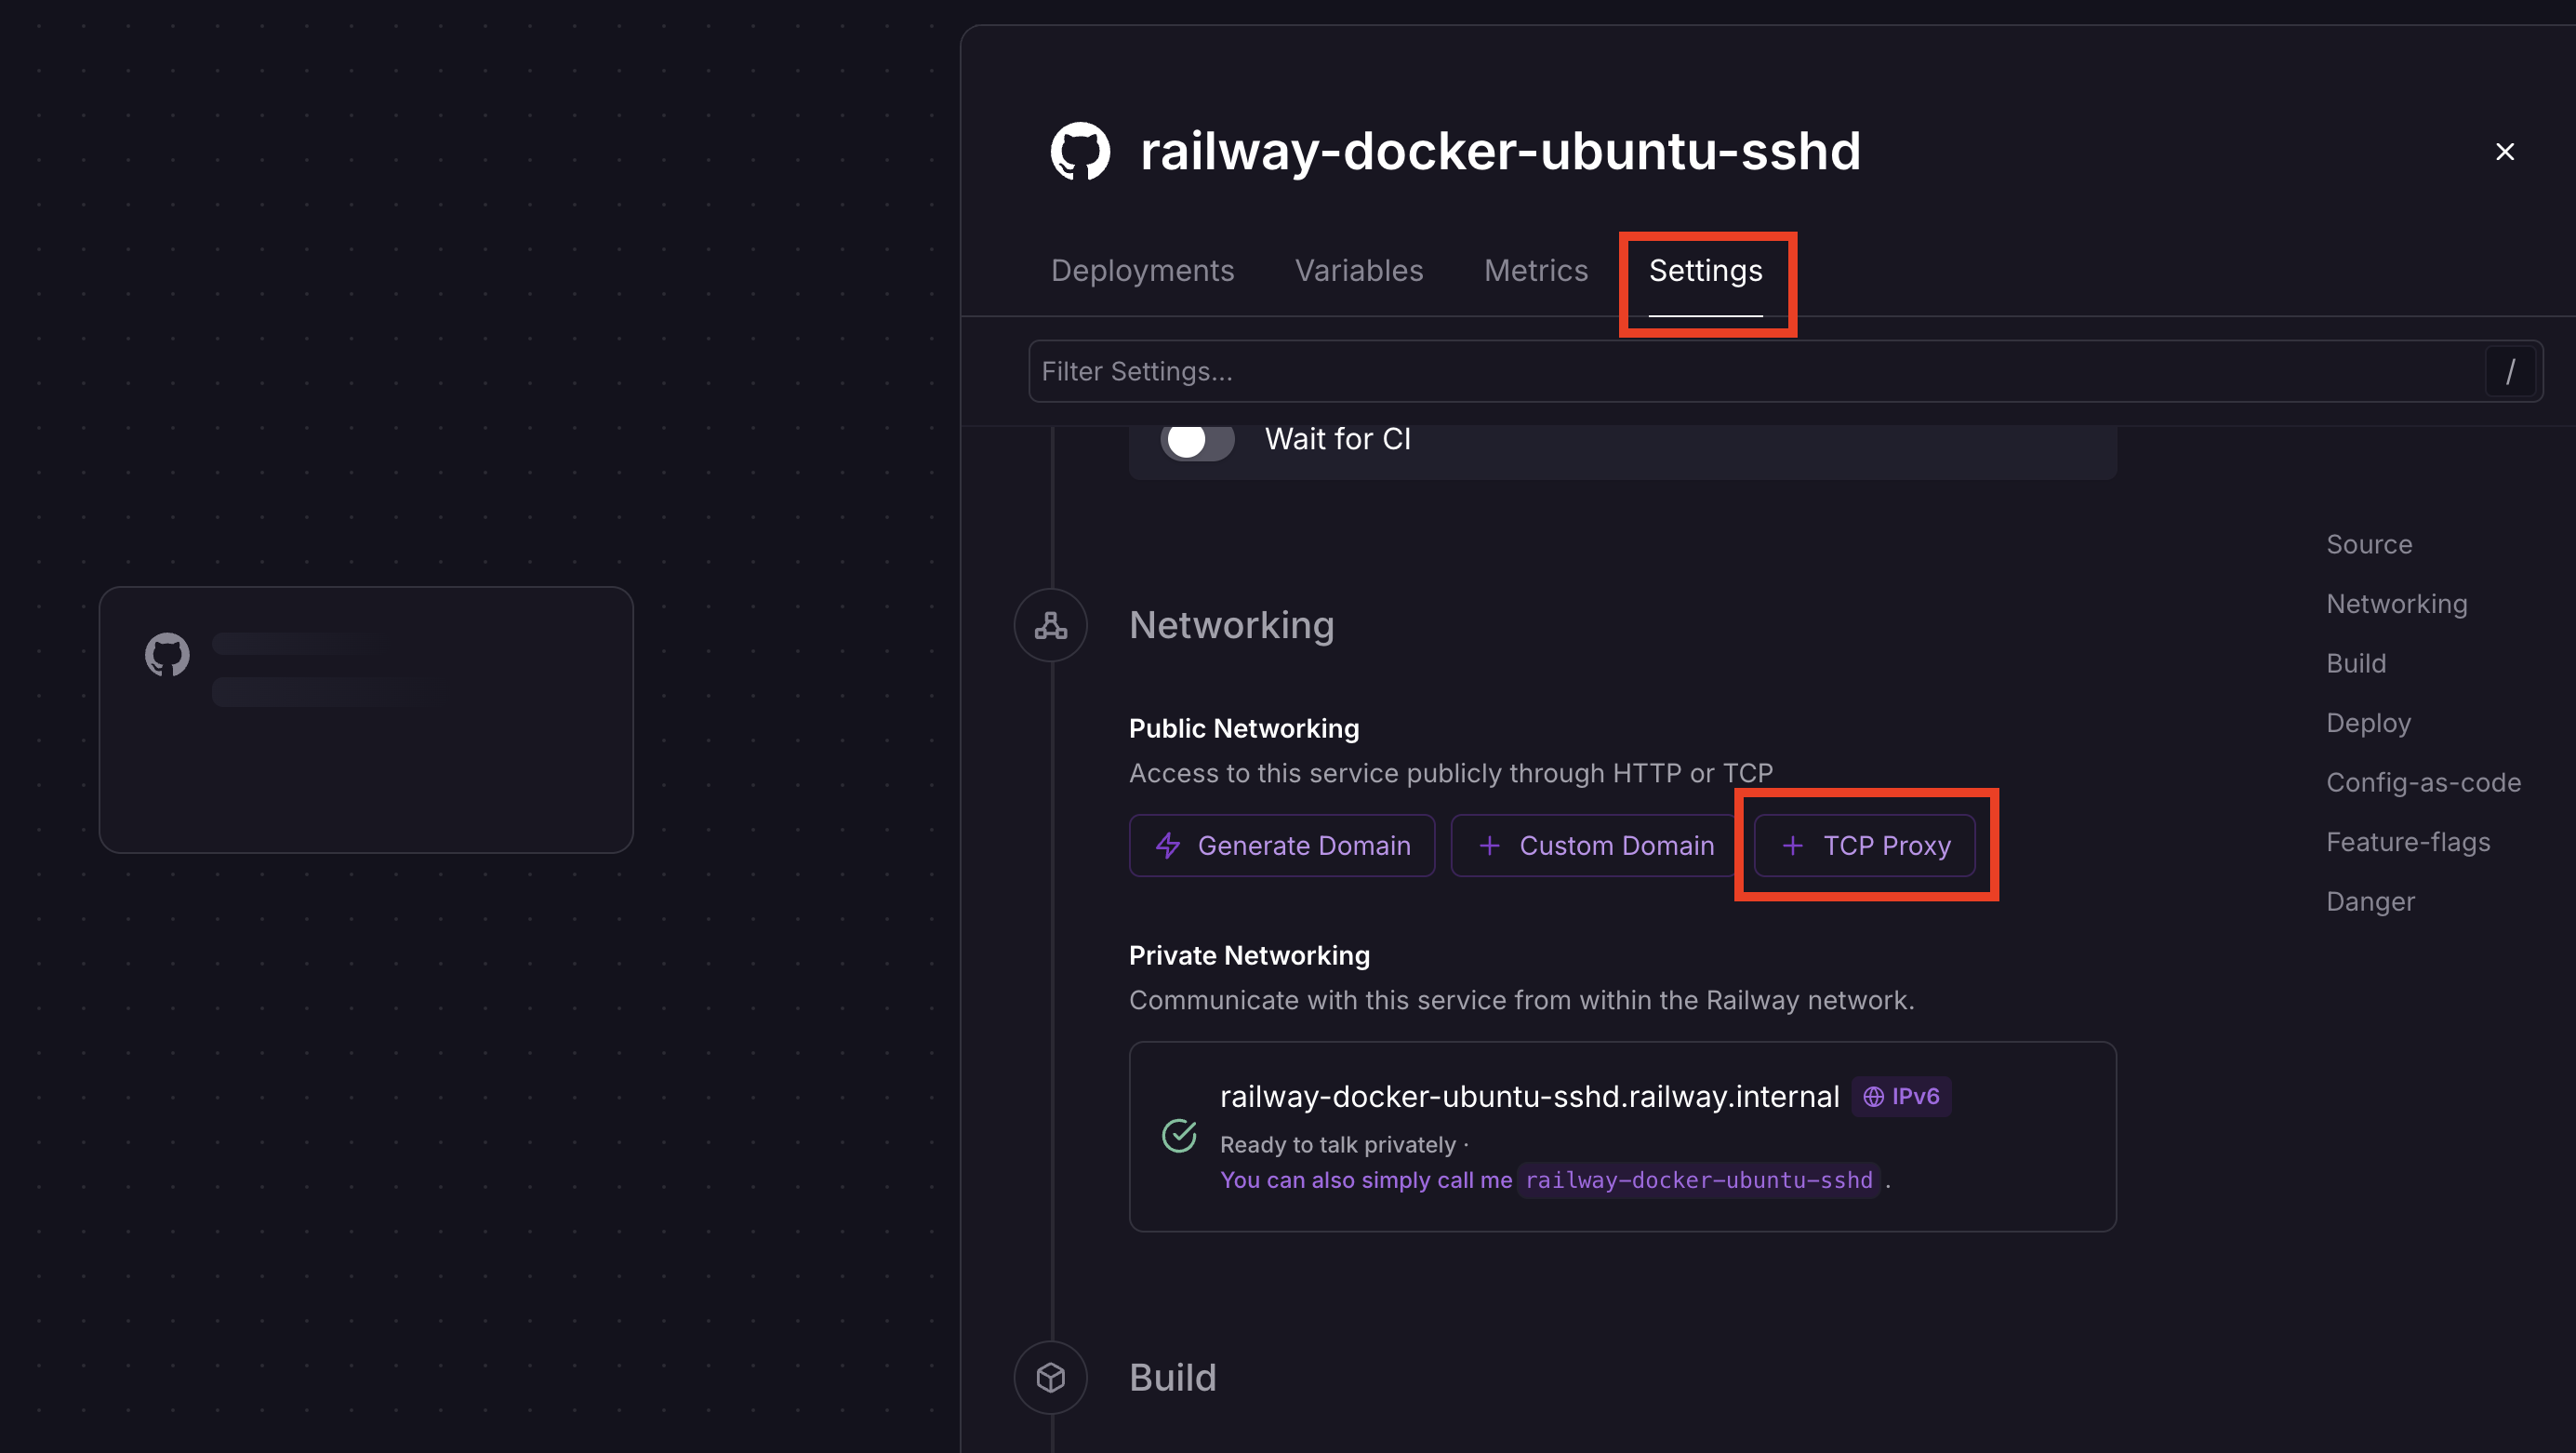 railway-docker-ubuntu-sshd
Deployments Variables Metrics Settings
Filter Settings... /
Wait for CI
Networking
Public Networking
Access to this service publicly through HTTP or TCP
Generate Domain + Custom Domain + TCP Proxy
Private Networking
Communicate with this service from within the Railway network.
railway-docker-ubuntu-sshd.railway.internal IPv6
Ready to talk privately ·
You can also simply call me railway-docker-ubuntu-sshd .
Build
Source
Networking
Build
Deploy
Config-as-code
Feature-flags
Danger